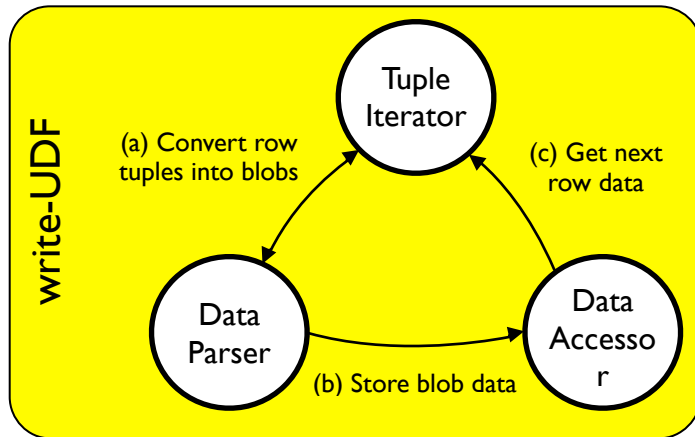 write-UDF
Tuple
Iterator
(a) Convert row
tuples into blobs
(c) Get next
row data
Data
Parser
Data
Accesso
r
(b) Store blob data